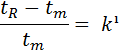 (t_R − t_m) / t_m = k¹